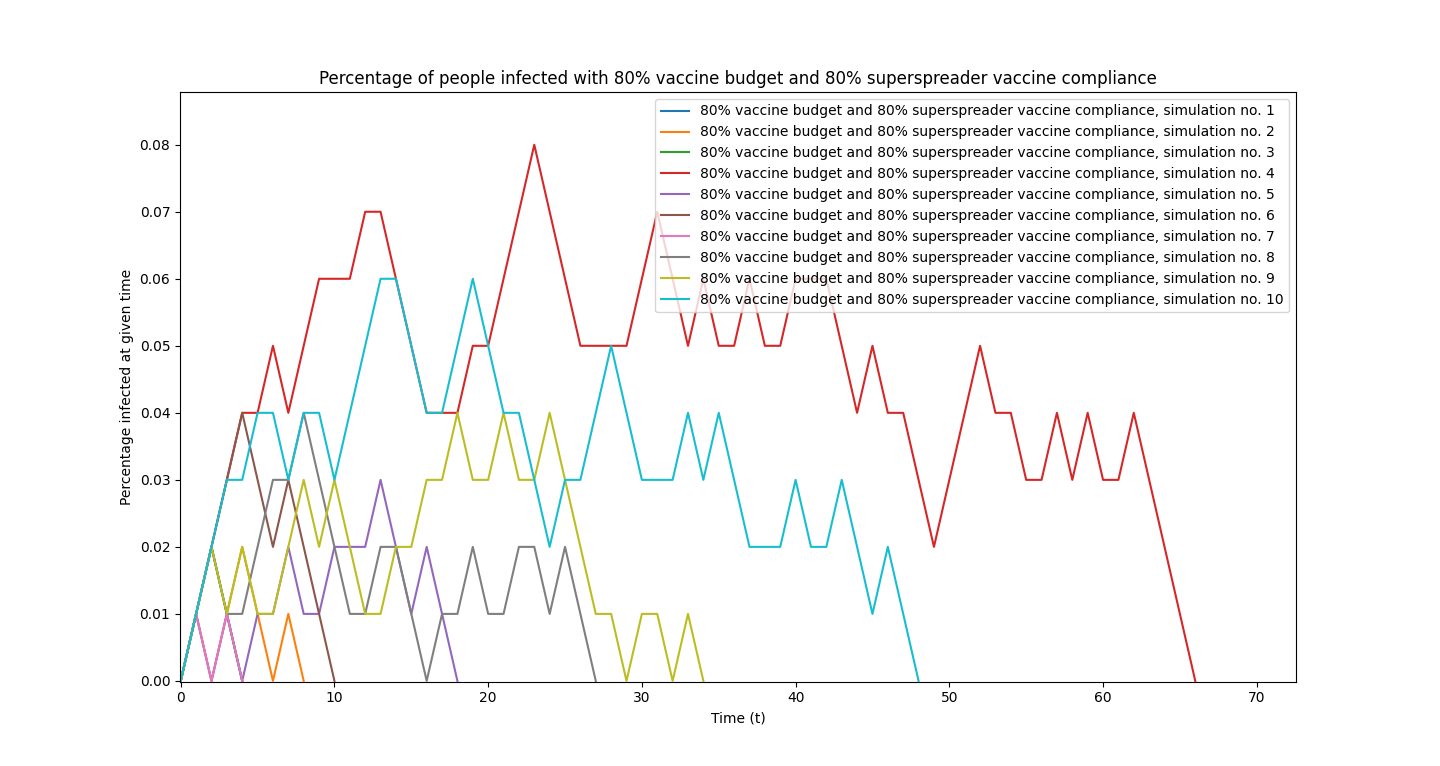 Percentage of people infected with 80% vaccine budget and 80% superspreader vaccine compliance
80% vaccine budget and 80% superspreader vaccine compliance, simulation no. 1
80% vaccine budget and 80% superspreader vaccine compliance, simulation no. 2
80% vaccine budget and 80% superspreader vaccine compliance, simulation no. 3
80% vaccine budget and 80% superspreader vaccine compliance, simulation no. 4
80% vaccine budget and 80% superspreader vaccine compliance, simulation no. 5
80% vaccine budget and 80% superspreader vaccine compliance, simulation no. 6
80% vaccine budget and 80% superspreader vaccine compliance, simulation no. 7
80% vaccine budget and 80% superspreader vaccine compliance, simulation no. 8
80% vaccine budget and 80% superspreader vaccine compliance, simulation no. 9
80% vaccine budget and 80% superspreader vaccine compliance, simulation no. 10
Percentage infected at given time
0.08
0.07
0.06
0.05
0.04
0.03
0.02
0.01
0.00
0 10 20 30 40 50 60 70
Time (t)